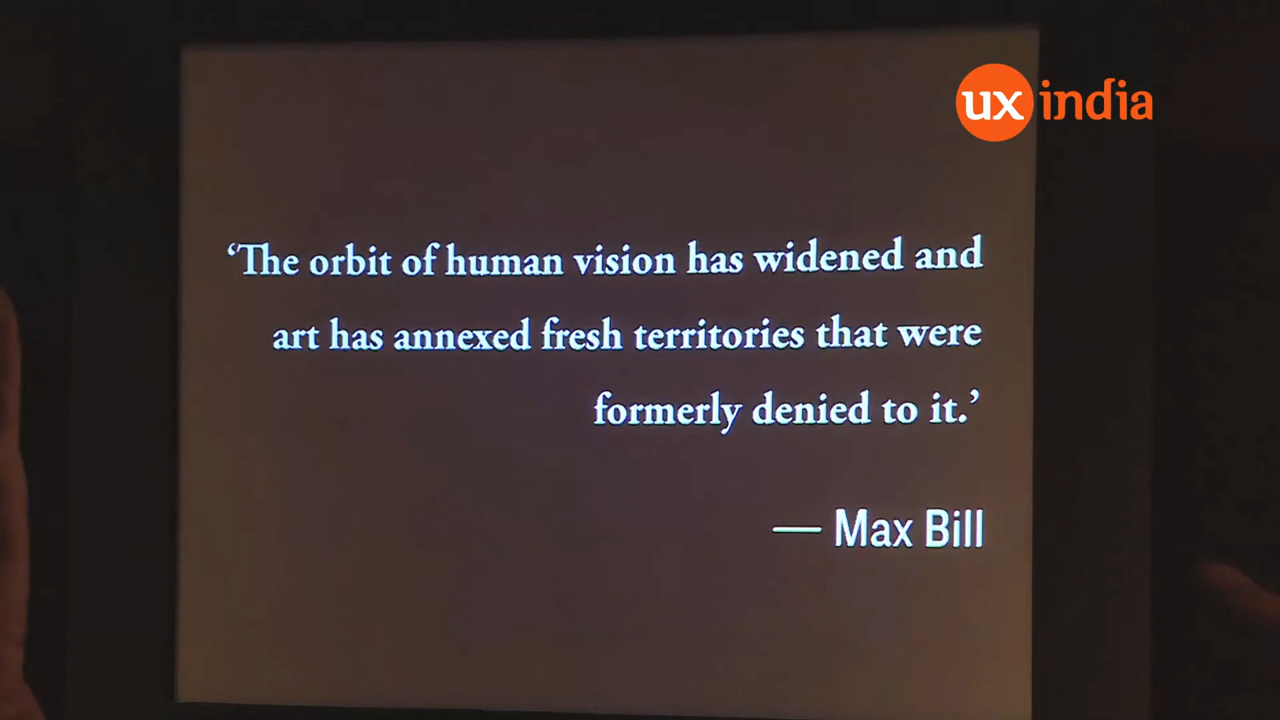 ux india
‘The orbit of human vision has widened and
art has annexed fresh territories that were
formerly denied to it.’
— Max Bill